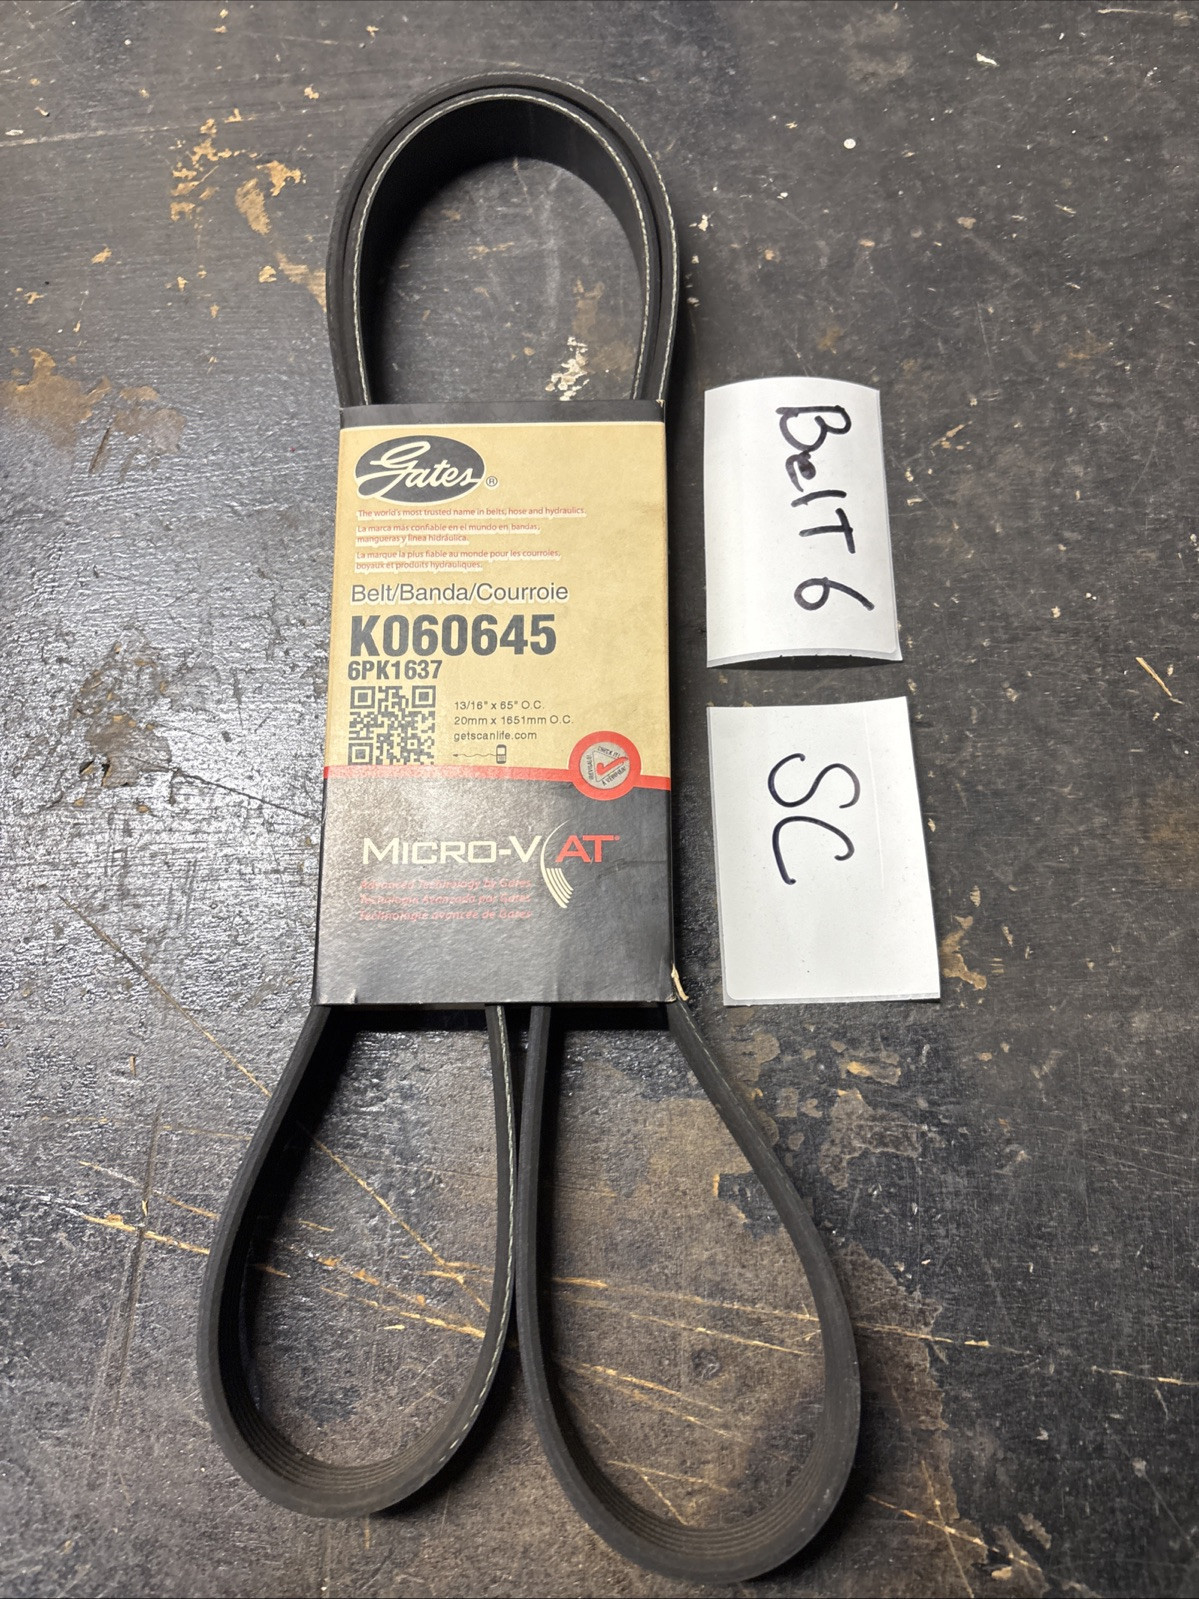 Gates®
The world's most trusted name in belts, hose and hydraulics.
La marca más confiable en el mundo en bandas,
mangueras y línea hidráulica.
La marque la plus fiable au monde pour les courroies,
boyaux et produits hydrauliques.
Belt/Banda/Courroie
K060645
6PK1637
13/16" x 65" O.C.
20mm x 1651mm O.C.
getscanlife.com
MICRO-V AT
Advanced Technology by Gates
Tecnología Avanzada por Gates
Technologie avancée de Gates
BelT 6
SC